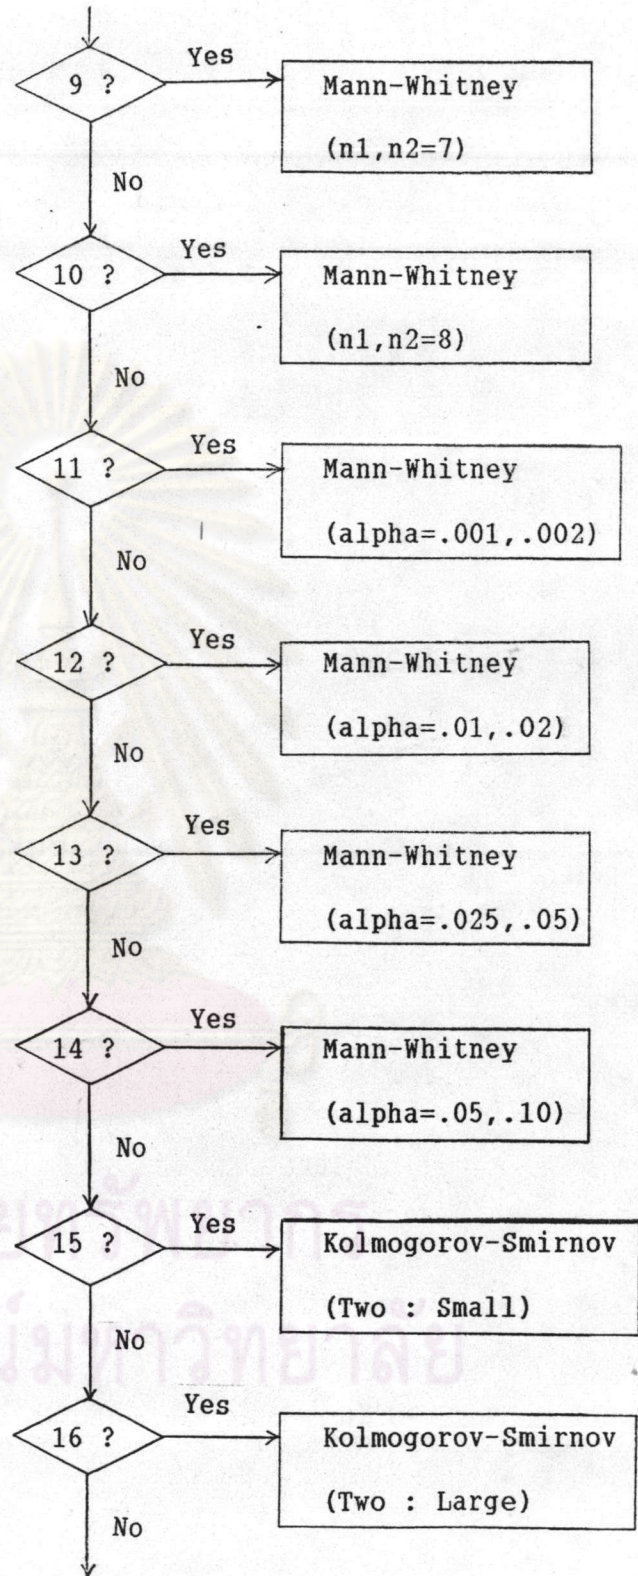 Yes
9 ?
Mann-Whitney
(n1,n2=7)
No
Yes
10 ?
Mann-Whitney
(n1,n2=8)
No
Yes
11 ?
Mann-Whitney
(alpha=.001,.002)
No
Yes
12 ?
Mann-Whitney
(alpha=.01,.02)
No
Yes
13 ?
Mann-Whitney
(alpha=.025,.05)
No
Yes
14 ?
Mann-Whitney
(alpha=.05,.10)
No
Yes
15 ?
Kolmogorov-Smirnov
(Two : Small)
No
Yes
16 ?
Kolmogorov-Smirnov
(Two : Large)
No